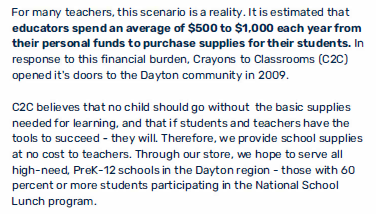 For many teachers, this scenario is a reality. It is estimated that
educators spend an average of $500 to $1,000 each year from
their personal funds to purchase supplies for their students. In
response to this financial burden, Crayons to Classrooms (C2C)
opened it's doors to the Dayton community in 2009.

C2C believes that no child should go without the basic supplies
needed for learning, and that if students and teachers have the
tools to succeed - they will. Therefore, we provide school supplies
at no cost to teachers. Through our store, we hope to serve all
high-need, PreK-12 schools in the Dayton region - those with 60
percent or more students participating in the National School
Lunch program.